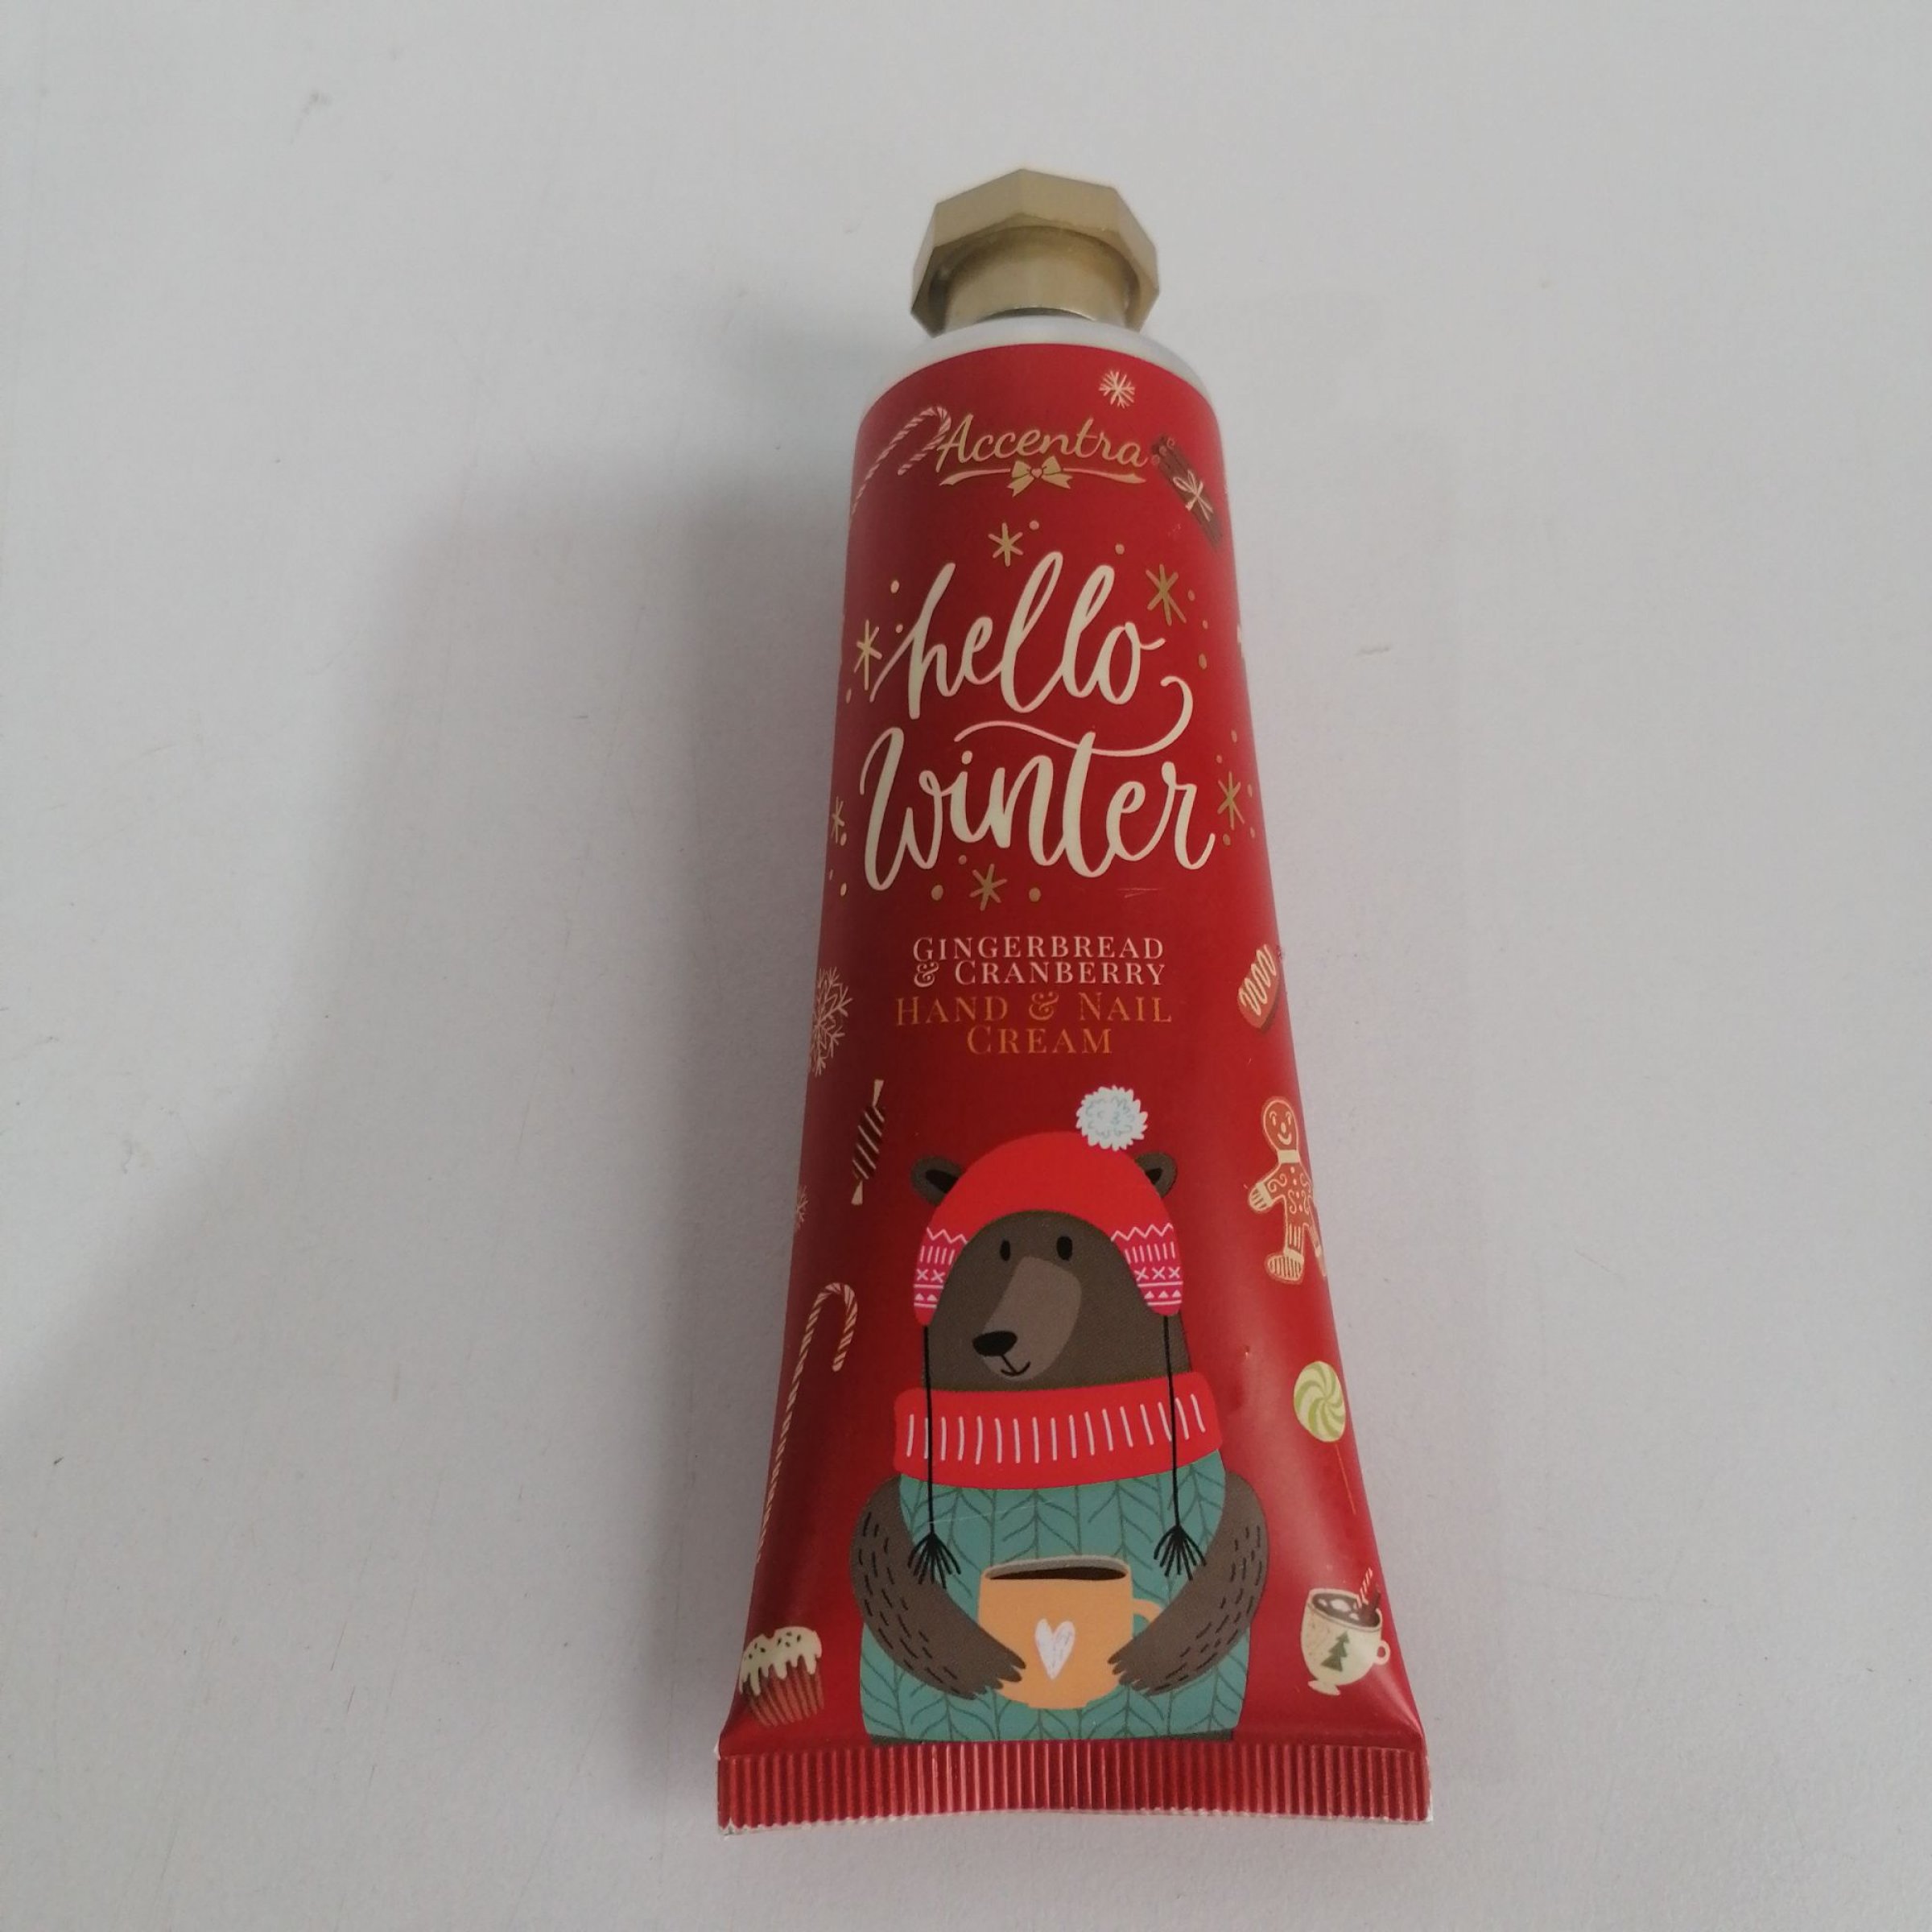 Accentra
hello
Winter
GINGERBREAD
& CRANBERRY
HAND & NAIL
CREAM